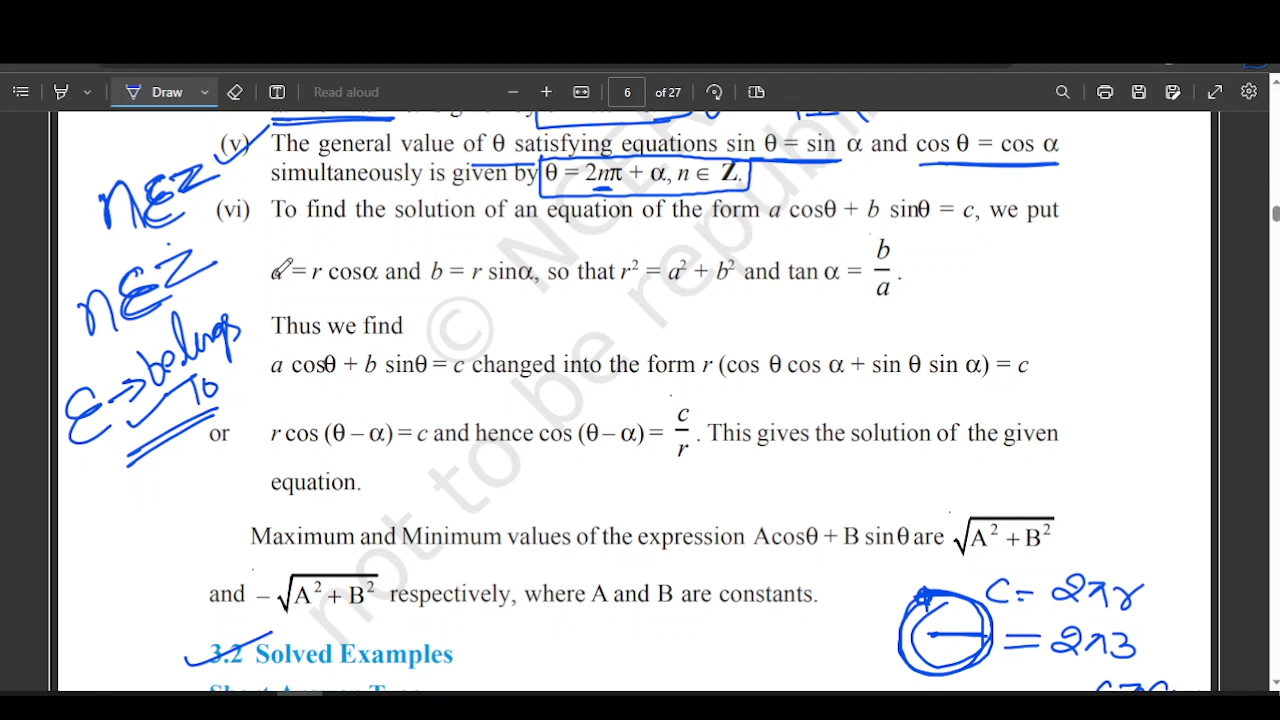 Draw
Read aloud
6 of 27
(v) The general value of θ satisfying equations sin θ = sin α and cos θ = cos α
simultaneously is given by θ = 2nπ + α, n ∈ Z.
n∈Z
(vi) To find the solution of an equation of the form a cosθ + b sinθ = c, we put
a = r cosα and b = r sinα, so that r² = a² + b² and tan α = b/a .
n∈Z
Thus we find
∈ → belongs
To
a cosθ + b sinθ = c changed into the form r (cos θ cos α + sin θ sin α) = c
or r cos (θ – α) = c and hence cos (θ – α) = c/r . This gives the solution of the given
equation.
Maximum and Minimum values of the expression Acosθ + B sinθ are √A² + B²
and – √A² + B² respectively, where A and B are constants.
C = 2πr
= 2π3
3.2 Solved Examples
© NCERT
not to be republi